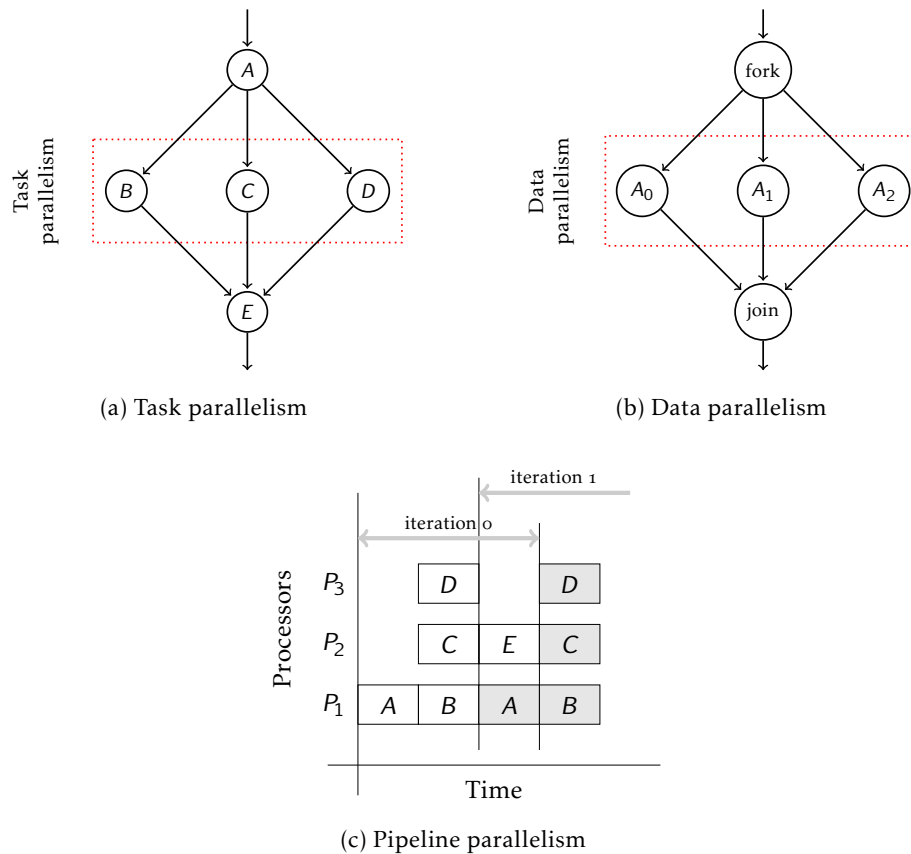 A
B
C
D
E
Task
parallelism
(a) Task parallelism
fork
A0
A1
A2
join
Data
parallelism
(b) Data parallelism
iteration 1
iteration 0
P3
D
D
P2
C
E
C
P1
A
B
A
B
Processors
Time
(c) Pipeline parallelism